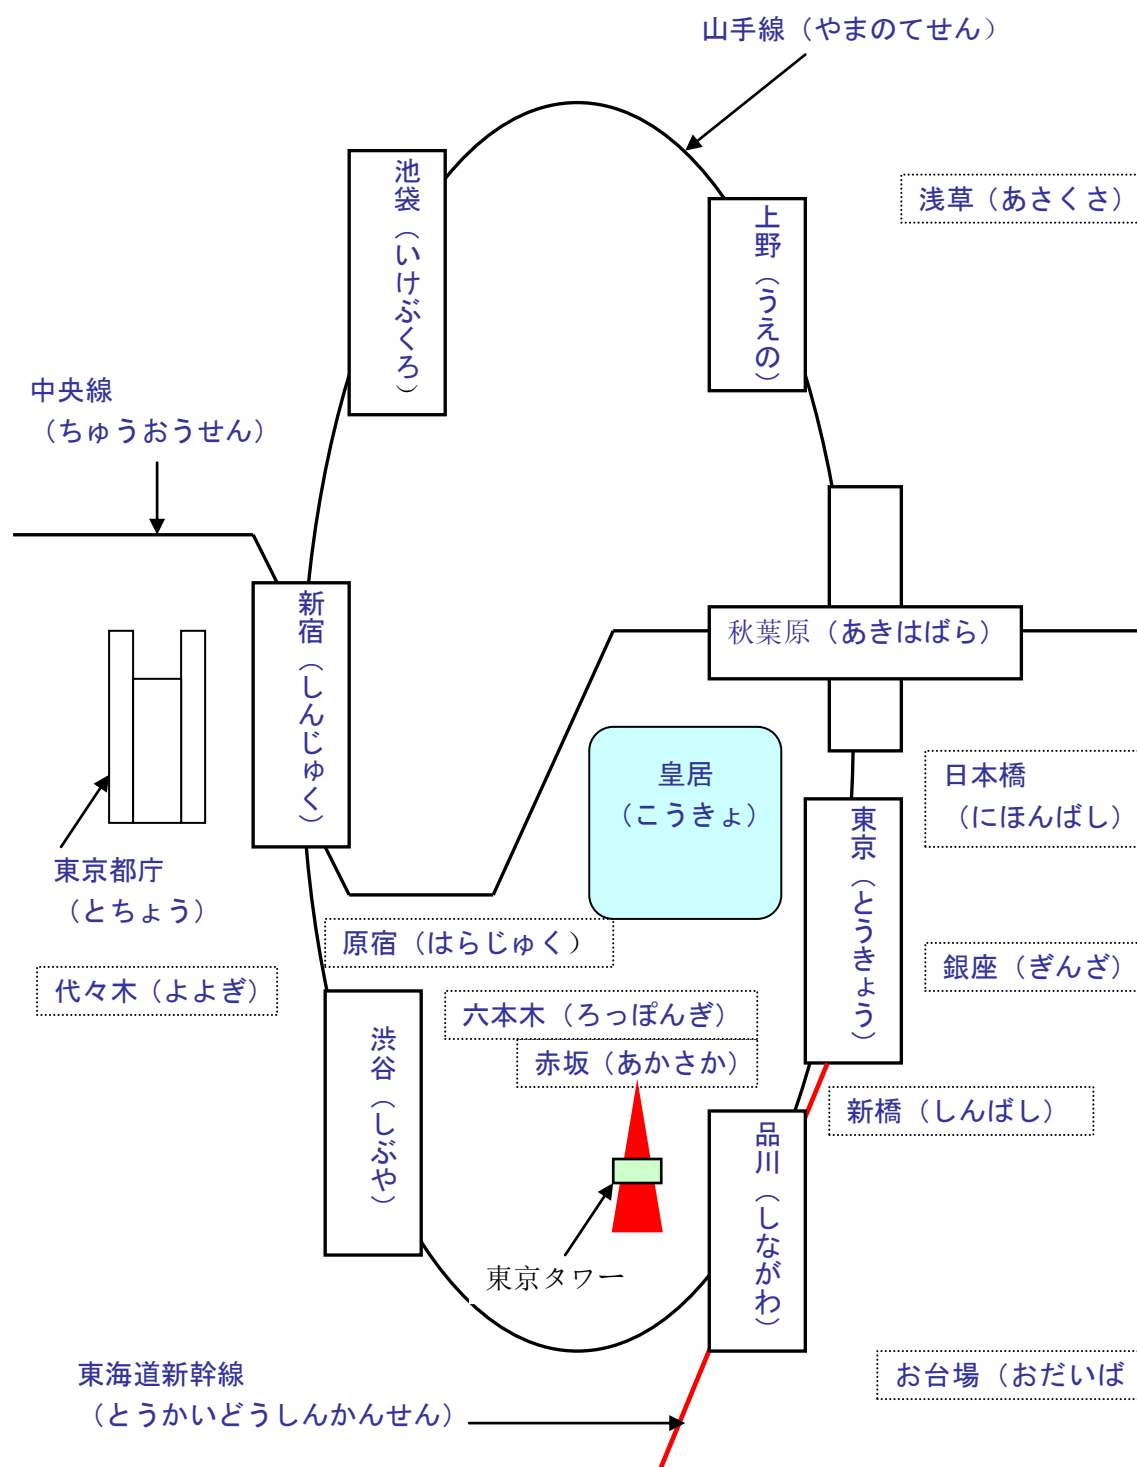 山手線（やまのてせん）
池袋（いけぶくろ）
上野（うえの）
浅草（あさくさ）
中央線
（ちゅうおうせん）
新宿（しんじゅく）
秋葉原（あきはばら）
皇居
（こうきょ）
日本橋
（にほんばし）
東京（とうきょう）
東京都庁
（とちょう）
原宿（はらじゅく）
銀座（ぎんざ）
代々木（よよぎ）
六本木（ろっぽんぎ）
渋谷（しぶや）
赤坂（あかさか）
新橋（しんばし）
品川（しながわ）
東京タワー
東海道新幹線
（とうかいどうしんかんせん）
お台場（おだいば